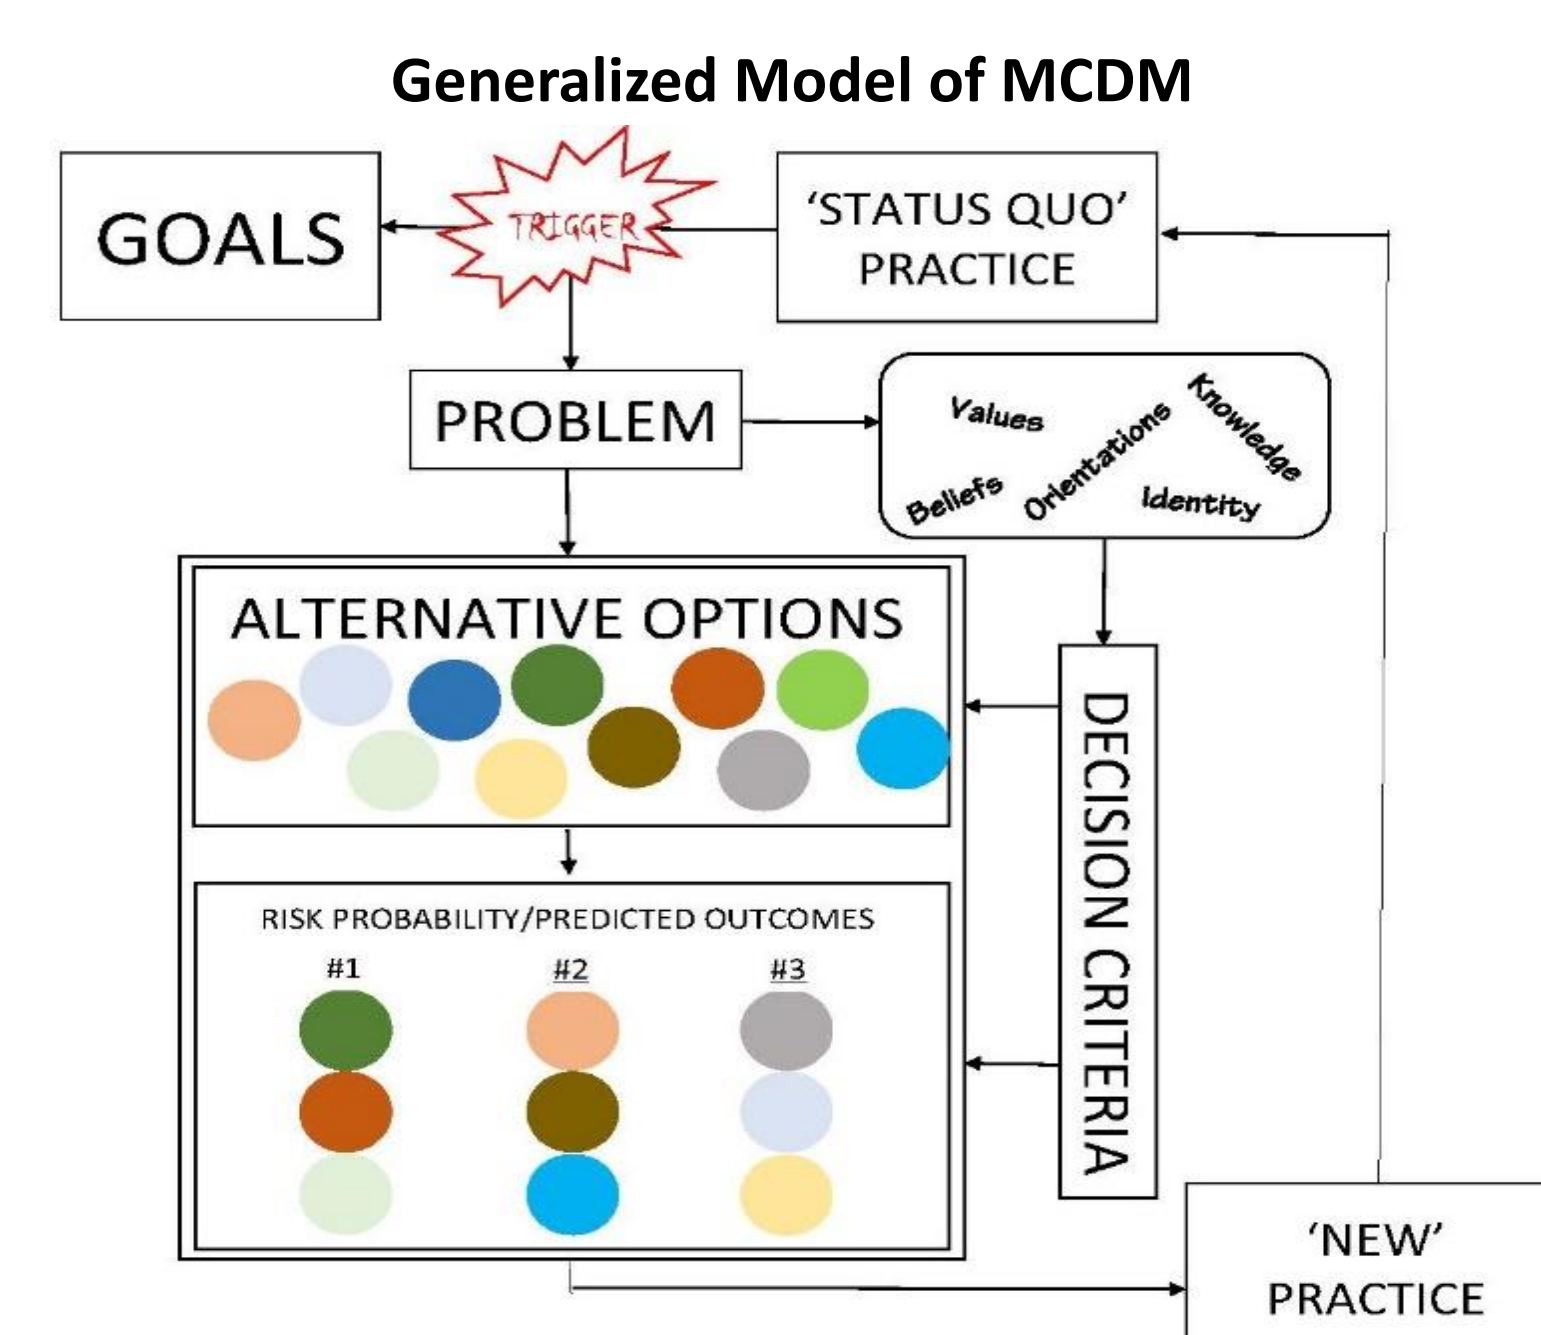 Generalized Model of MCDM
GOALS
TRIGGER
‘STATUS QUO’
PRACTICE
PROBLEM
Values
Beliefs
Orientations
Knowledge
Identity
ALTERNATIVE OPTIONS
DECISION CRITERIA
RISK PROBABILITY/PREDICTED OUTCOMES
#1 #2 #3
‘NEW’
PRACTICE